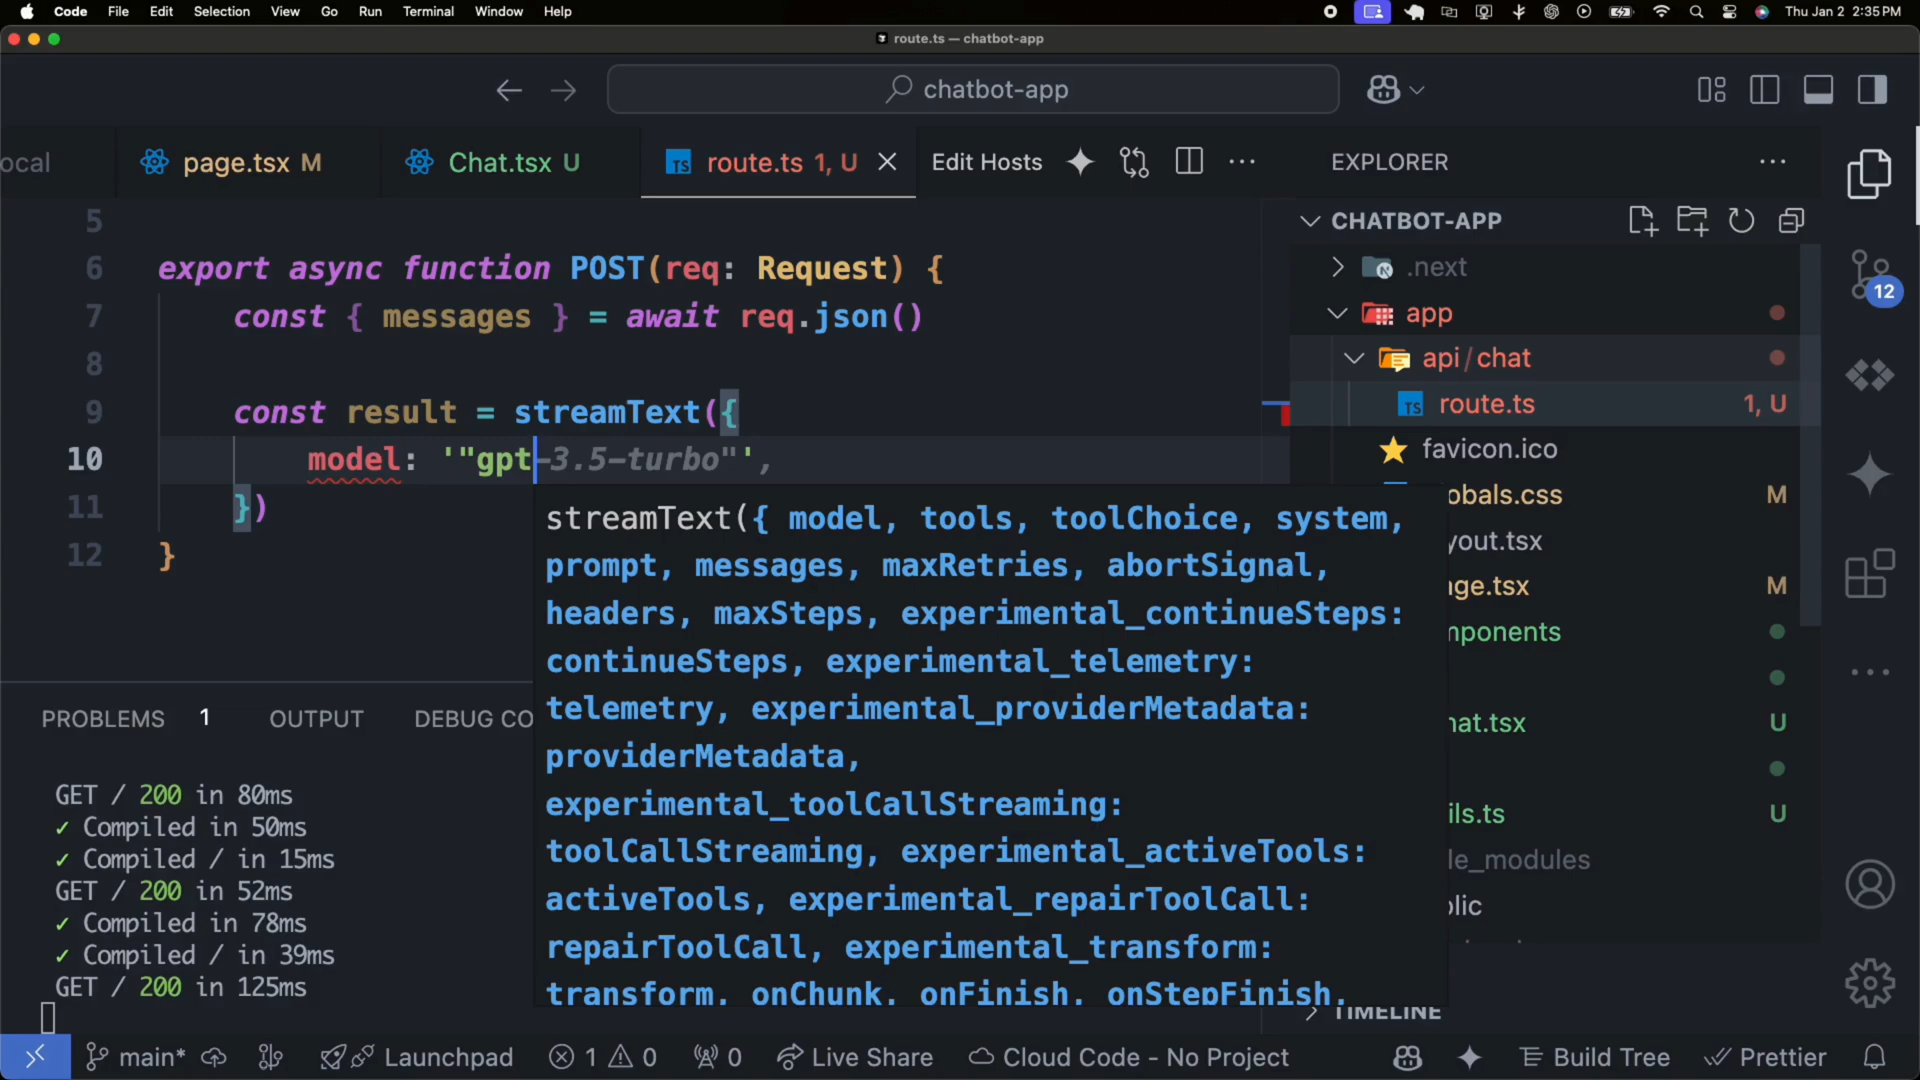 Code File Edit Selection View Go Run Terminal Window Help Thu Jan 2 2:35 PM
route.ts — chatbot-app
chatbot-app
ocal page.tsx M Chat.tsx U route.ts 1, U Edit Hosts
5
6 export async function POST(req: Request) {
7 const { messages } = await req.json()
8
9 const result = streamText({
10 model: '"gpt-3.5-turbo"',
11 })
12 }
streamText({ model, tools, toolChoice, system,
prompt, messages, maxRetries, abortSignal,
headers, maxSteps, experimental_continueSteps:
continueSteps, experimental_telemetry:
telemetry, experimental_providerMetadata:
providerMetadata,
experimental_toolCallStreaming:
toolCallStreaming, experimental_activeTools:
activeTools, experimental_repairToolCall:
repairToolCall, experimental_transform:
transform, onChunk, onFinish, onStepFinish,
PROBLEMS 1 OUTPUT DEBUG CO
GET / 200 in 80ms
✓ Compiled in 50ms
✓ Compiled / in 15ms
GET / 200 in 52ms
✓ Compiled in 78ms
✓ Compiled / in 39ms
GET / 200 in 125ms
EXPLORER
CHATBOT-APP
.next
app
api/chat
route.ts 1, U
favicon.ico
obals.css M
yout.tsx
ge.tsx M
mponents
hat.tsx U
ils.ts U
de_modules
blic
TIMELINE
12
main* Launchpad 1 0 0 Live Share Cloud Code - No Project Build Tree Prettier